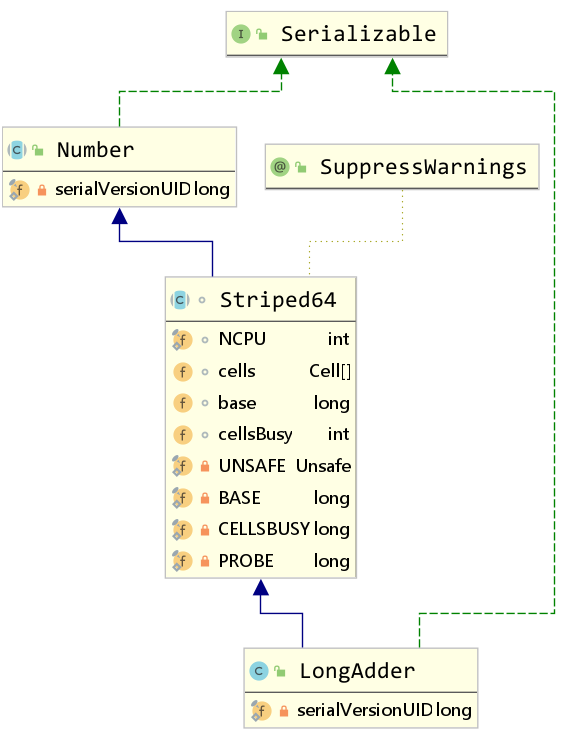 I Serializable
C Number
f serialVersionUID long
@ SuppressWarnings
C Striped64
f NCPU int
f cells Cell[]
f base long
f cellsBusy int
f UNSAFE Unsafe
f BASE long
f CELLSBUSY long
f PROBE long
C LongAdder
f serialVersionUID long